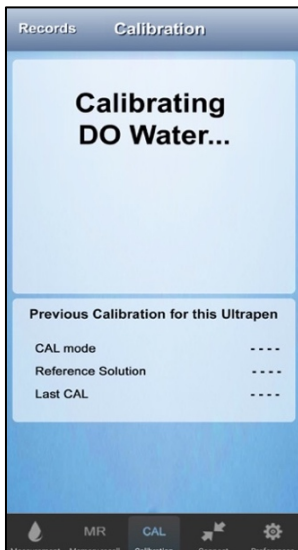 Records Calibration
Calibrating
DO Water...
Previous Calibration for this Ultrapen
CAL mode ----
Reference Solution ----
Last CAL ----
MR CAL